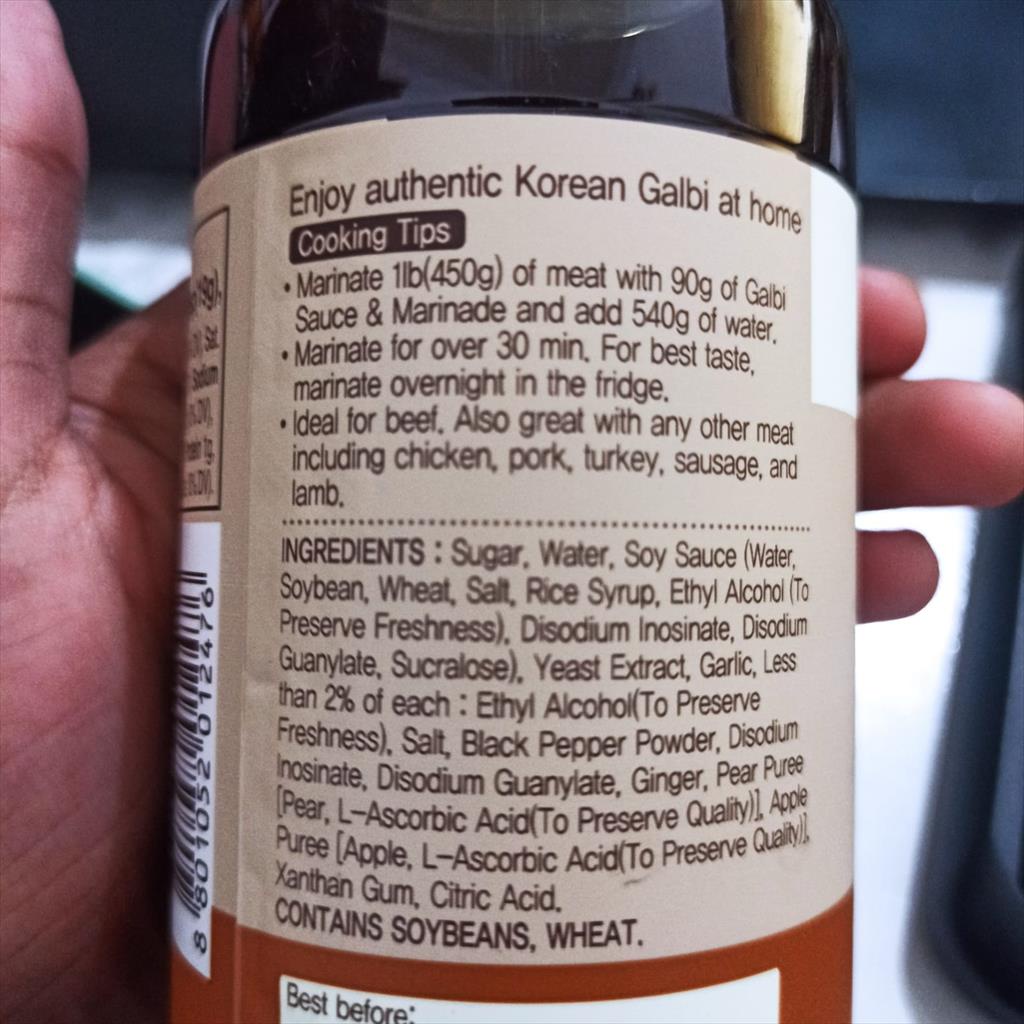 Enjoy authentic Korean Galbi at home
Cooking Tips
• Marinate 1lb(450g) of meat with 90g of Galbi
Sauce & Marinade and add 540g of water.
• Marinate for over 30 min. For best taste,
marinate overnight in the fridge.
• Ideal for beef. Also great with any other meat
including chicken, pork, turkey, sausage, and
lamb.
INGREDIENTS : Sugar, Water, Soy Sauce (Water,
Soybean, Wheat, Salt, Rice Syrup, Ethyl Alcohol (To
Preserve Freshness), Disodium Inosinate, Disodium
Guanylate, Sucralose), Yeast Extract, Garlic, Less
than 2% of each : Ethyl Alcohol(To Preserve
Freshness), Salt, Black Pepper Powder, Disodium
Inosinate, Disodium Guanylate, Ginger, Pear Puree
[Pear, L-Ascorbic Acid(To Preserve Quality)], Apple
Puree [Apple, L-Ascorbic Acid(To Preserve Quality)],
Xanthan Gum, Citric Acid.
CONTAINS SOYBEANS, WHEAT.
Best before:
19g),
Sat.
Sodium
1g,
8 801052 012476